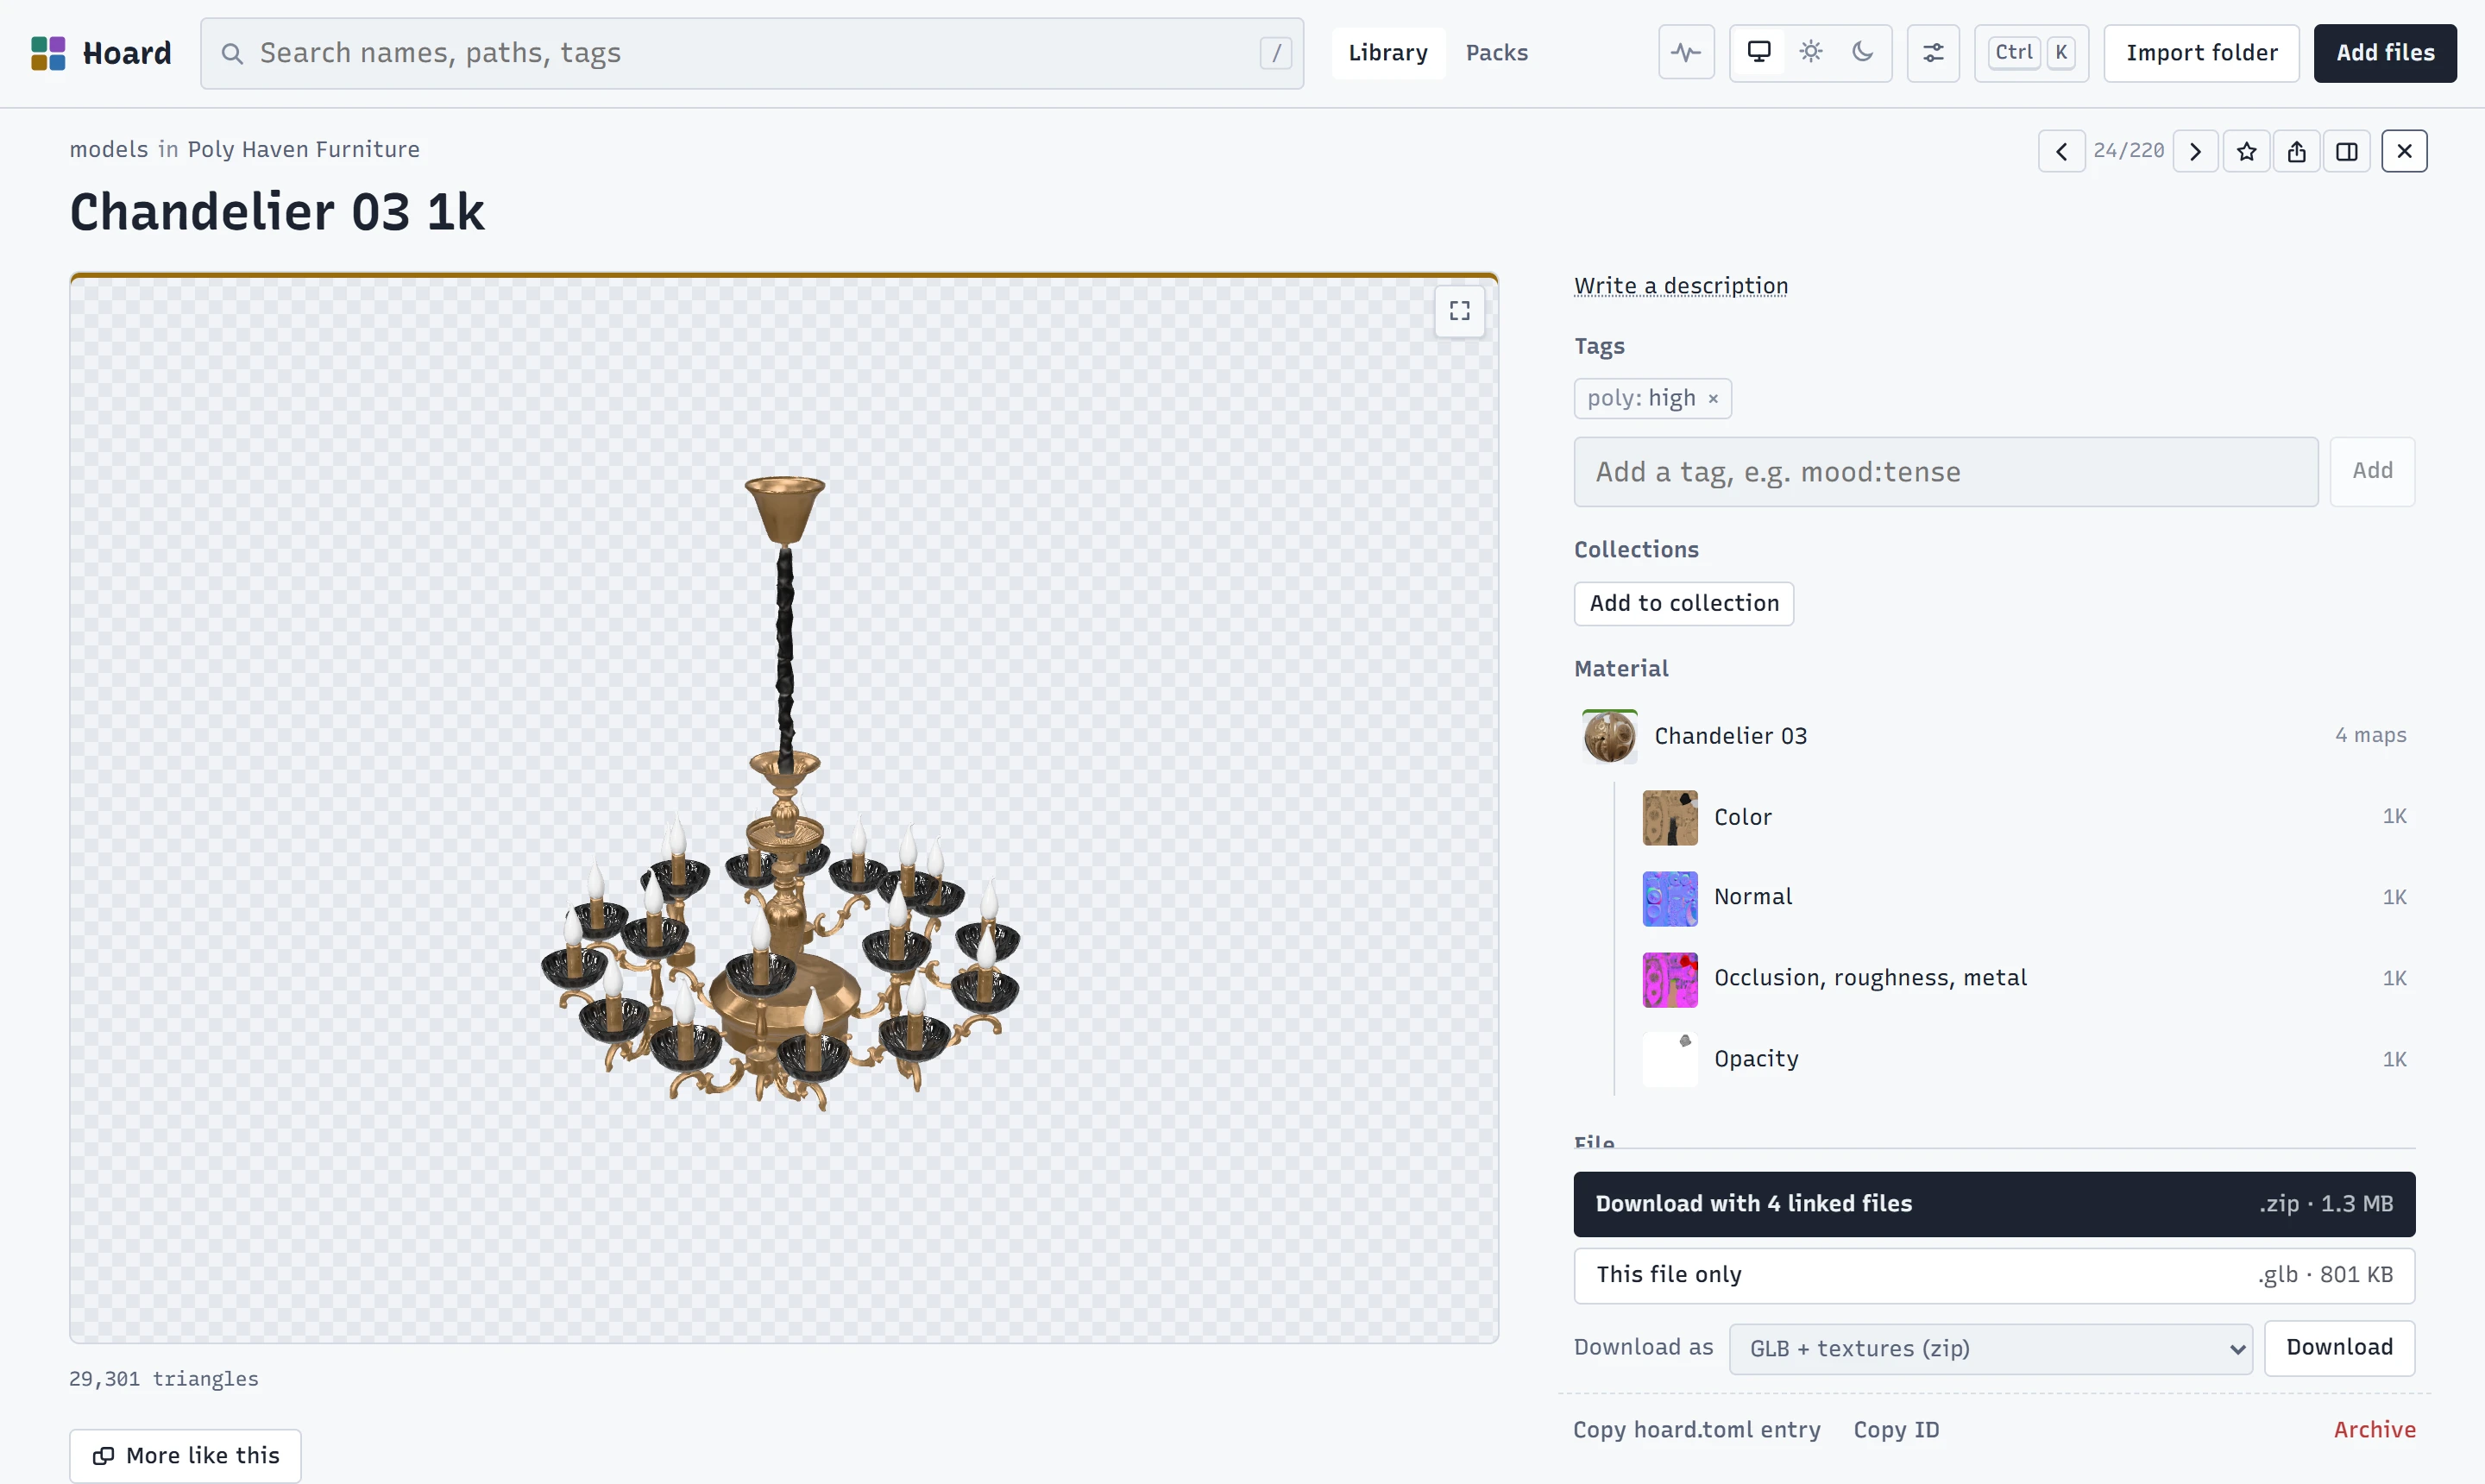 Hoard
Search names, paths, tags
/
Library
Packs
Ctrl K
Import folder
Add files
models in Poly Haven Furniture
24/220
Chandelier 03 1k
Write a description
Tags
poly: high ×
Add a tag, e.g. mood:tense
Add
Collections
Add to collection
Material
Chandelier 03
4 maps
Color
1K
Normal
1K
Occlusion, roughness, metal
1K
Opacity
1K
File
Download with 4 linked files
.zip · 1.3 MB
This file only
.glb · 801 KB
Download as
GLB + textures (zip)
Download
29,301 triangles
Copy hoard.toml entry
Copy ID
Archive
More like this